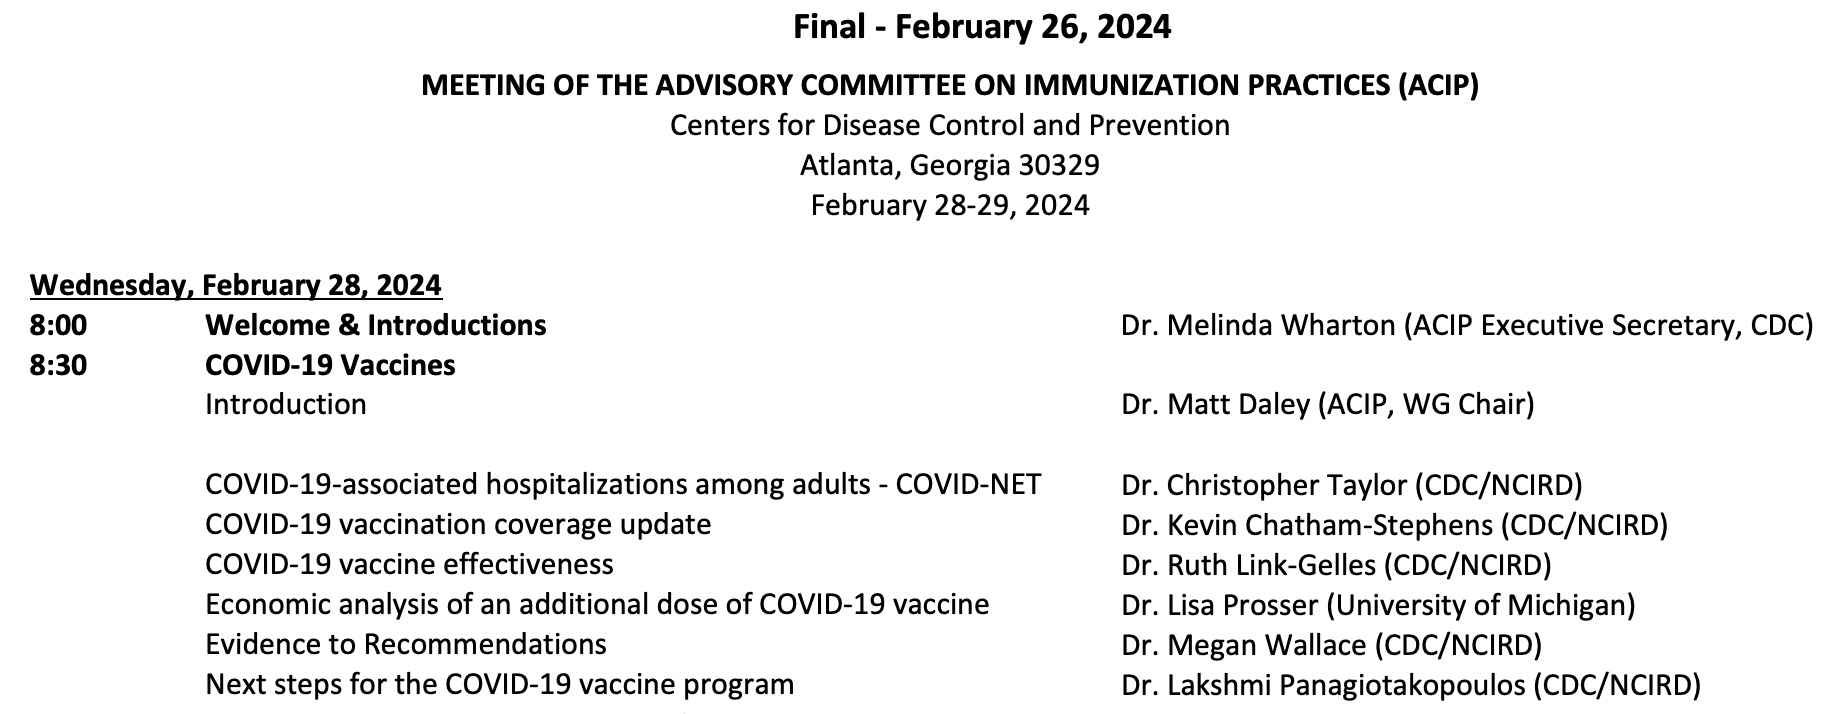 Final - February 26, 2024
MEETING OF THE ADVISORY COMMITTEE ON IMMUNIZATION PRACTICES (ACIP)
Centers for Disease Control and Prevention
Atlanta, Georgia 30329
February 28-29, 2024
Wednesday, February 28, 2024
8:00 Welcome & Introductions Dr. Melinda Wharton (ACIP Executive Secretary, CDC)
8:30 COVID-19 Vaccines
Introduction Dr. Matt Daley (ACIP, WG Chair)
COVID-19-associated hospitalizations among adults - COVID-NET Dr. Christopher Taylor (CDC/NCIRD)
COVID-19 vaccination coverage update Dr. Kevin Chatham-Stephens (CDC/NCIRD)
COVID-19 vaccine effectiveness Dr. Ruth Link-Gelles (CDC/NCIRD)
Economic analysis of an additional dose of COVID-19 vaccine Dr. Lisa Prosser (University of Michigan)
Evidence to Recommendations Dr. Megan Wallace (CDC/NCIRD)
Next steps for the COVID-19 vaccine program Dr. Lakshmi Panagiotakopoulos (CDC/NCIRD)